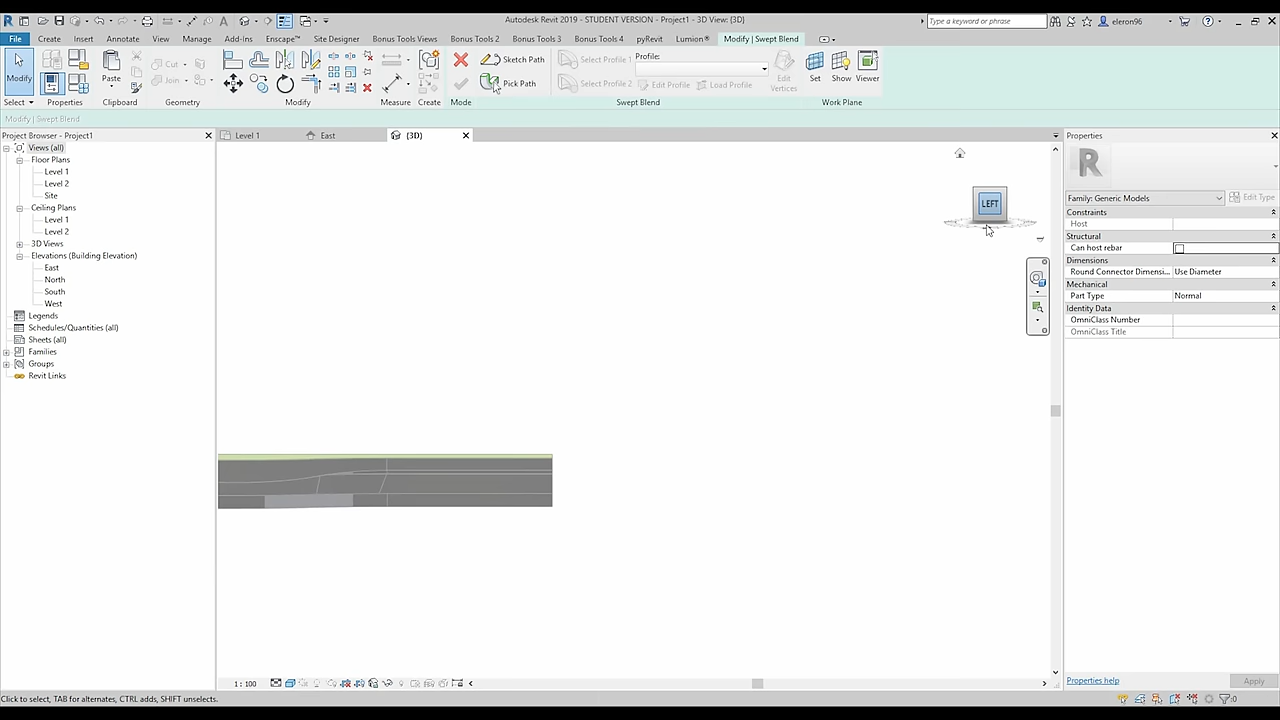 Autodesk Revit 2019 - STUDENT VERSION - Project1 - 3D View: {3D}
Type a keyword or phrase
eleron96
File Create Insert Annotate View Manage Add-Ins Enscape Site Designer Bonus Tools Views Bonus Tools 2 Bonus Tools 3 Bonus Tools 4 pyRevit Lumion® Modify | Swept Blend
Modify
Paste
Cut
Join
Sketch Path
Pick Path
Select Profile 1
Select Profile 2
Profile:
Edit Profile
Load Profile
Edit
Vertices
Set
Show
Viewer
Select
Properties
Clipboard
Geometry
Modify
Measure
Create
Mode
Swept Blend
Work Plane
Modify | Swept Blend
Project Browser - Project1
Level 1
East
{3D}
Properties
Views (all)
Floor Plans
Level 1
Level 2
Site
Ceiling Plans
Level 1
Level 2
3D Views
Elevations (Building Elevation)
East
North
South
West
Legends
Schedules/Quantities (all)
Sheets (all)
Families
Groups
Revit Links
LEFT
Family: Generic Models
Edit Type
Constraints
Host
Structural
Can host rebar
Dimensions
Round Connector Dimensi... Use Diameter
Mechanical
Part Type Normal
Identity Data
OmniClass Number
OmniClass Title
Properties help
Apply
1 : 100
Click to select, TAB for alternates, CTRL adds, SHIFT unselects.
:0